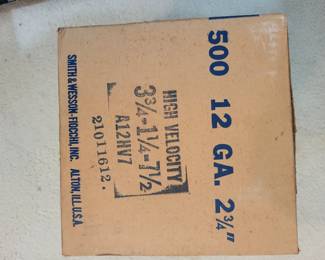 500 12 GA. 2¾"
HIGH VELOCITY
3¾-1¼-7½
A12HV7
21011612.
SMITH & WESSON-FIOCCHI, INC. ALTON, ILL. U.S.A.